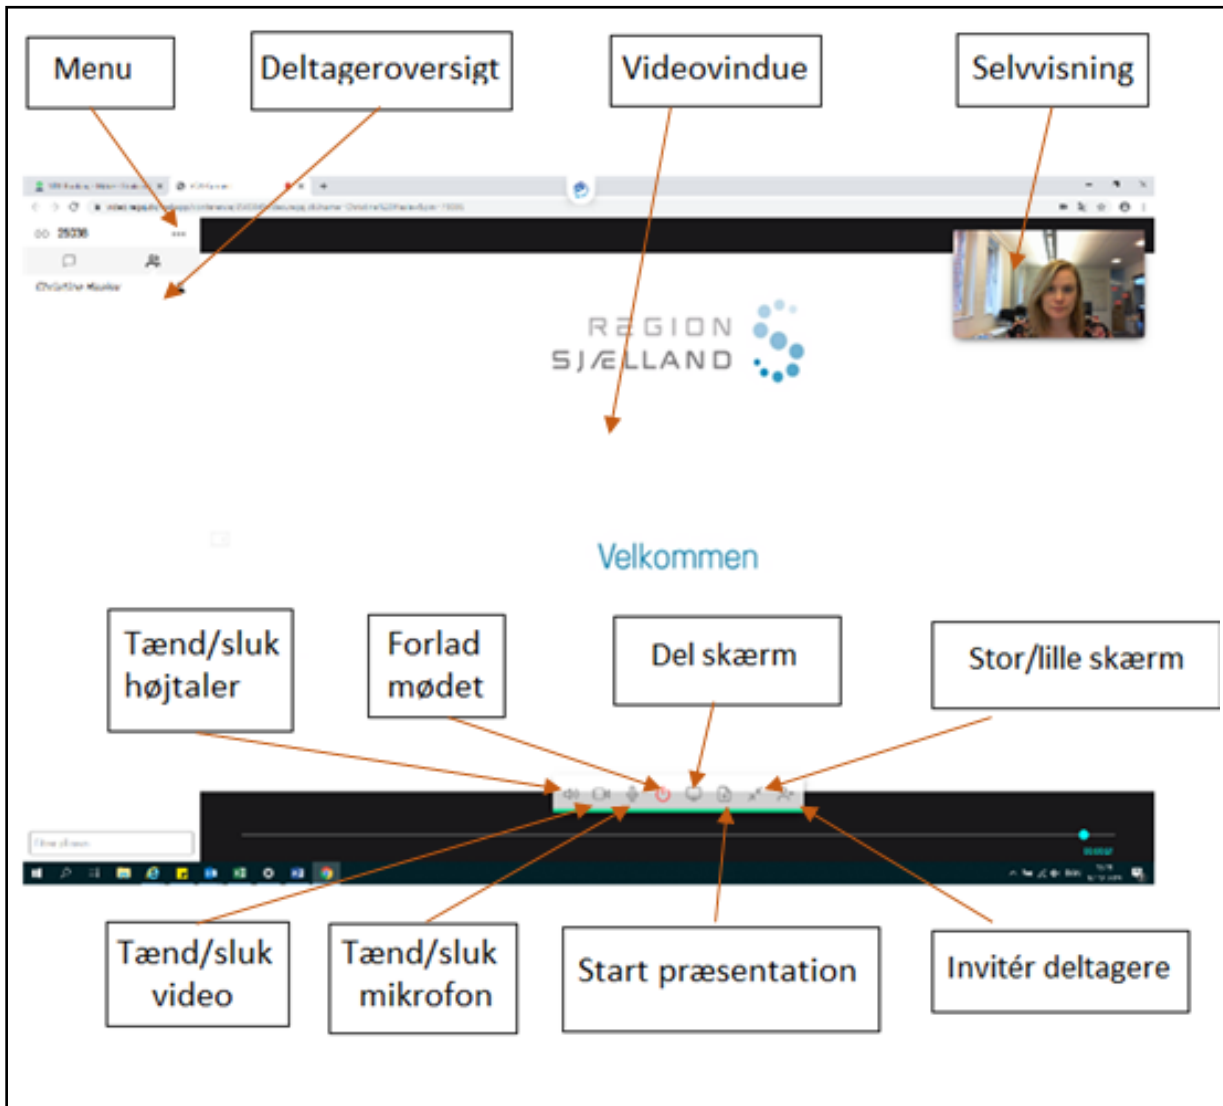 Menu
Deltageroversigt
Videovindue
Selvvisning
25036
REGION
SJÆLLAND
Velkommen
Tænd/sluk
højtaler
Forlad
mødet
Del skærm
Stor/lille skærm
Tænd/sluk
video
Tænd/sluk
mikrofon
Start præsentation
Invitér deltagere